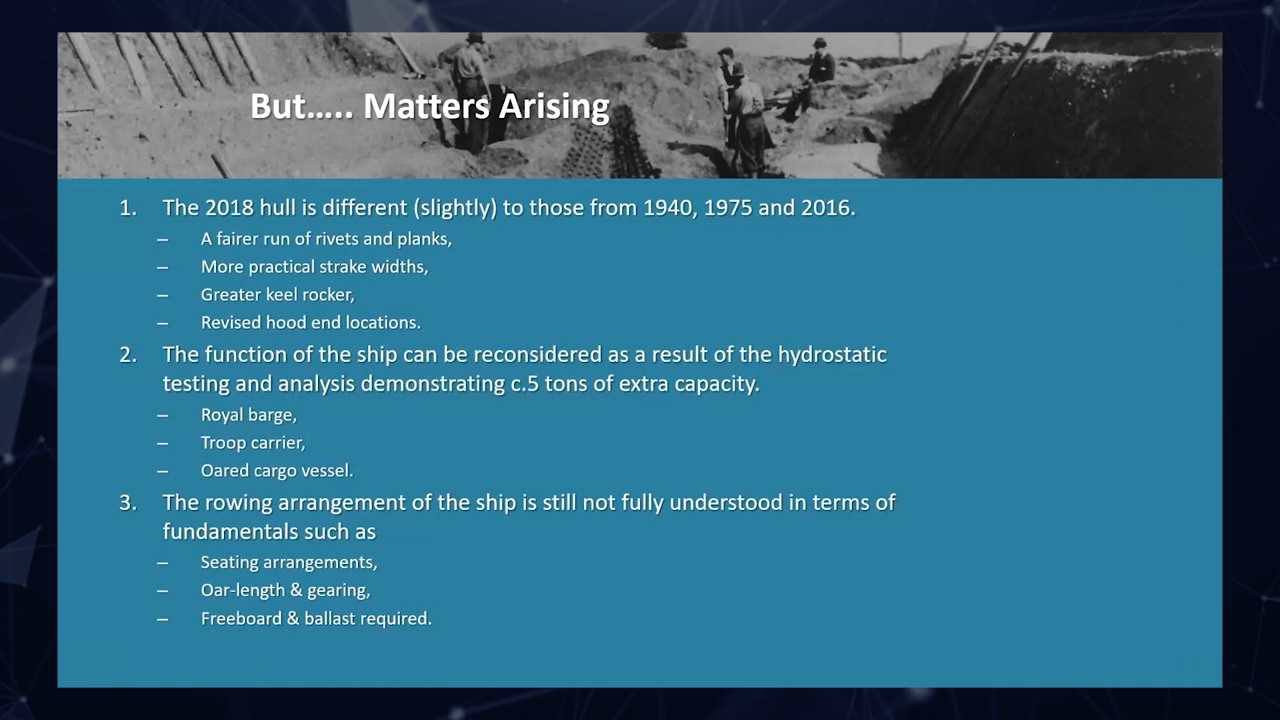 But….. Matters Arising
1. The 2018 hull is different (slightly) to those from 1940, 1975 and 2016.
– A fairer run of rivets and planks,
– More practical strake widths,
– Greater keel rocker,
– Revised hood end locations.
2. The function of the ship can be reconsidered as a result of the hydrostatic
testing and analysis demonstrating c.5 tons of extra capacity.
– Royal barge,
– Troop carrier,
– Oared cargo vessel.
3. The rowing arrangement of the ship is still not fully understood in terms of
fundamentals such as
– Seating arrangements,
– Oar-length & gearing,
– Freeboard & ballast required.